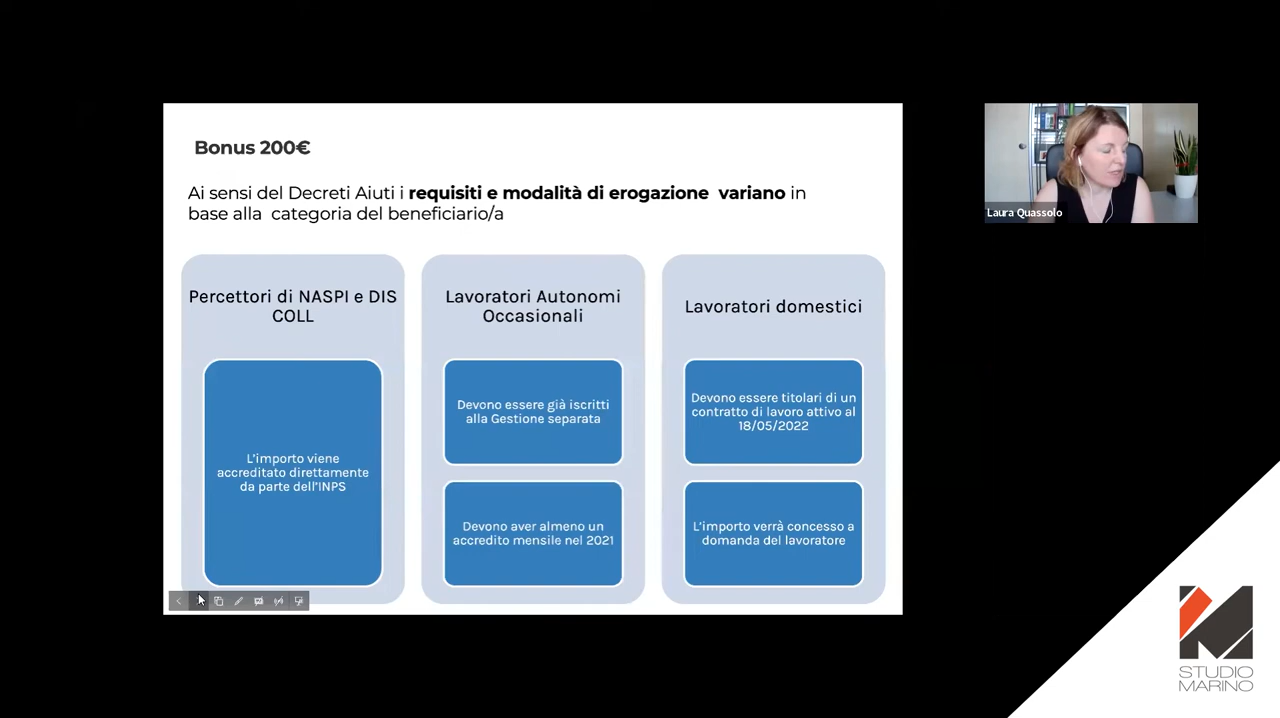 Bonus 200€
Ai sensi del Decreti Aiuti i requisiti e modalità di erogazione variano in
base alla categoria del beneficiario/a
Percettori di NASPI e DIS
COLL
L'importo viene
accreditato direttamente
da parte dell'INPS
Lavoratori Autonomi
Occasionali
Devono essere già iscritti
alla Gestione separata
Devono aver almeno un
accredito mensile nel 2021
Lavoratori domestici
Devono essere titolari di un
contratto di lavoro attivo al
18/05/2022
L'importo verrà concesso a
domanda del lavoratore
Laura Quassolo
STUDIO
MARINO